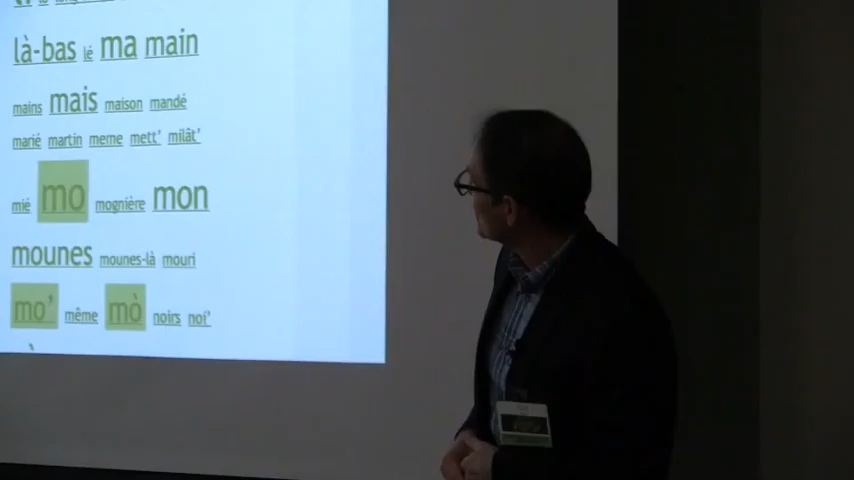 là-bas lé ma main
mains mais maison mandé
marié martin meme mett' milât'
mié mo mognière mon
mounes mounes-là mouri
mo' même mò noirs noi'